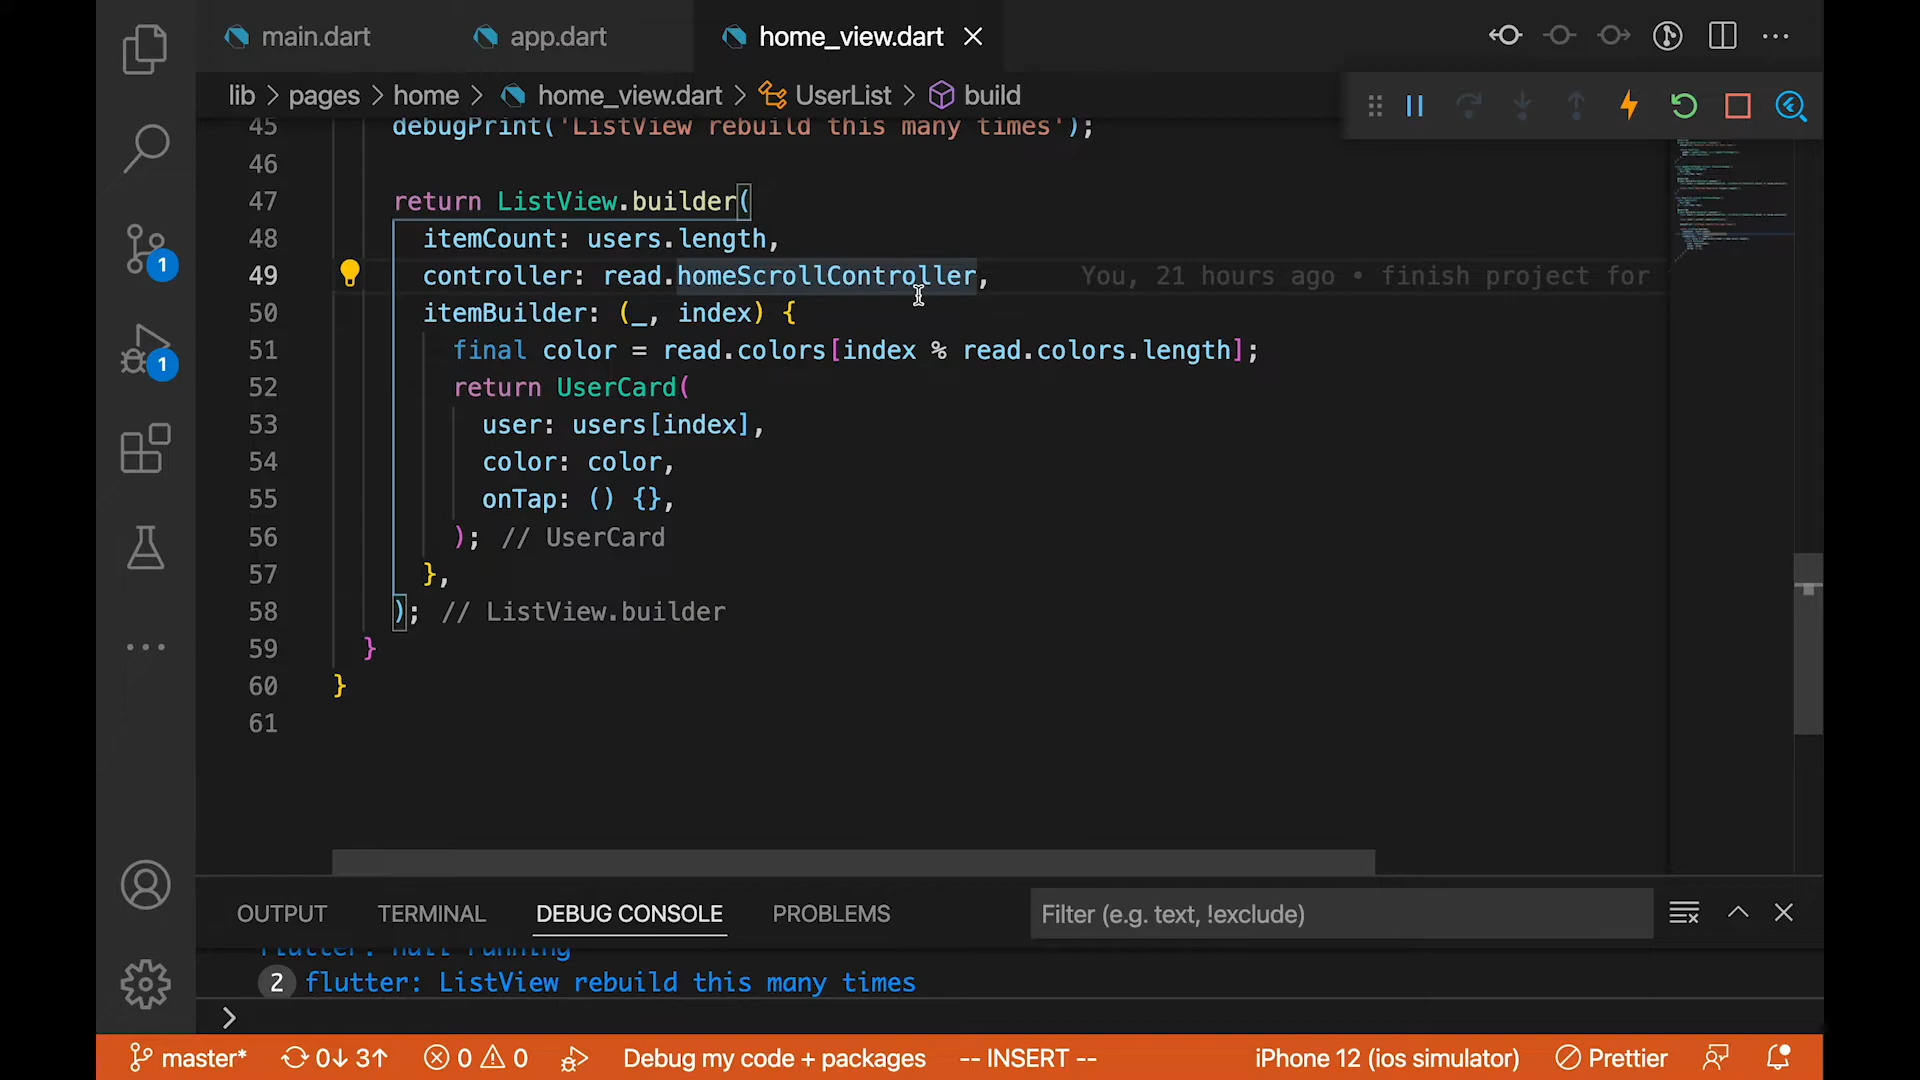 main.dart app.dart home_view.dart
lib > pages > home > home_view.dart > UserList > build
45 debugPrint('ListView rebuild this many times');
46
47 return ListView.builder(
48 itemCount: users.length,
49 controller: read.homeScrollController, You, 21 hours ago • finish project for
50 itemBuilder: (_, index) {
51 final color = read.colors[index % read.colors.length];
52 return UserCard(
53 user: users[index],
54 color: color,
55 onTap: () {},
56 ); // UserCard
57 },
58 ); // ListView.builder
59 }
60 }
61
1
1
OUTPUT TERMINAL DEBUG CONSOLE PROBLEMS Filter (e.g. text, !exclude)
flutter: null running
2 flutter: ListView rebuild this many times
>
master* 0↓ 3↑ 0 0 Debug my code + packages -- INSERT -- iPhone 12 (ios simulator) Prettier